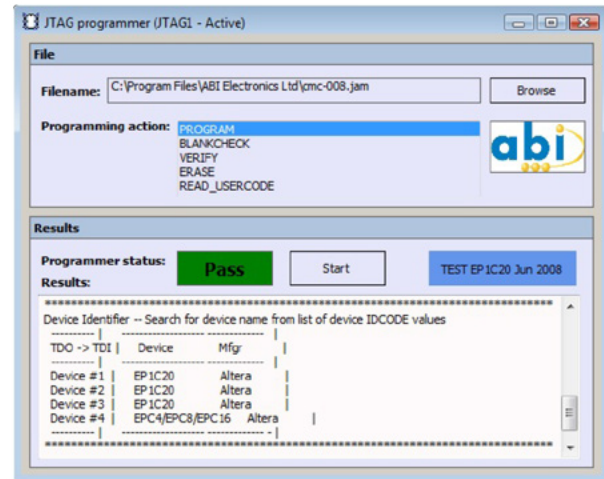 JTAG programmer (JTAG1 - Active)
File
Filename: C:\Program Files\ABI Electronics Ltd\cmc-008.jam Browse
Programming action: PROGRAM
BLANKCHECK
VERIFY
ERASE
READ_USERCODE
abi
Results
Programmer status: Pass Start TEST EP1C20 Jun 2008
Results:
Device Identifier -- Search for device name from list of device IDCODE values
TDO -> TDI | Device Mfgr |
Device #1 | EP1C20 Altera |
Device #2 | EP1C20 Altera |
Device #3 | EP1C20 Altera |
Device #4 | EPC4/EPC8/EPC16 Altera |